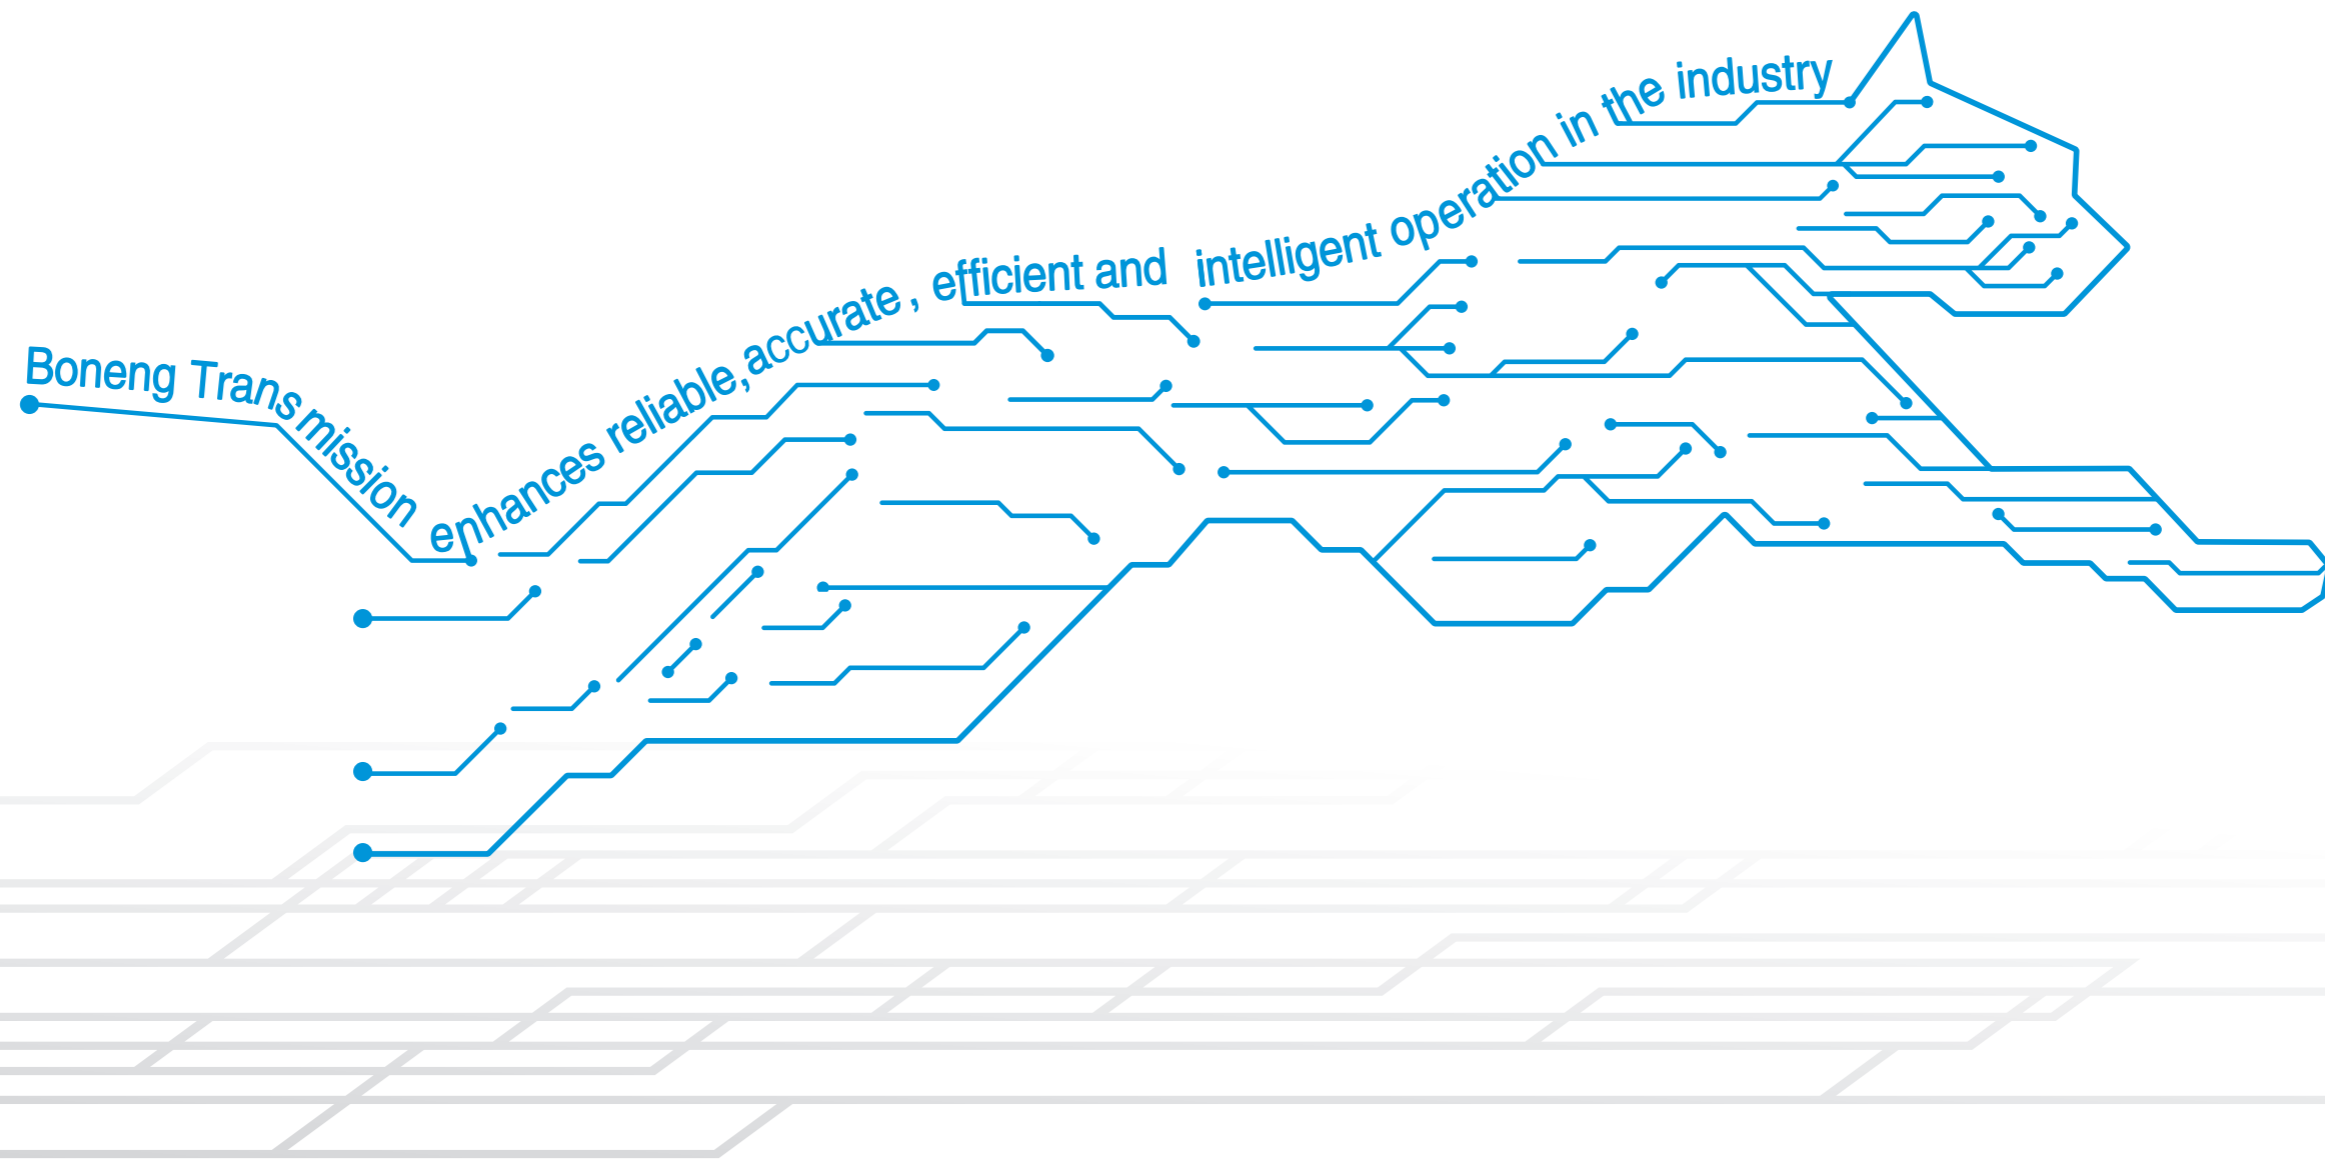 Boneng Transmission enhances reliable,accurate, efficient and intelligent operation in the industry